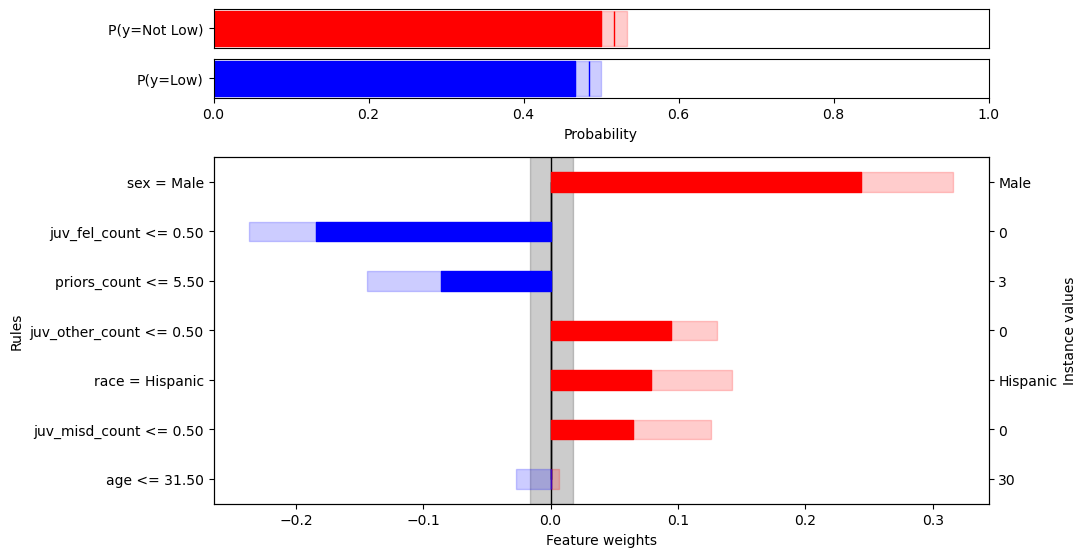 P(y=Not Low)
P(y=Low)
0.0 0.2 0.4 0.6 0.8 1.0
Probability
sex = Male Male
juv_fel_count <= 0.50 0
priors_count <= 5.50 3
juv_other_count <= 0.50 0
race = Hispanic Hispanic
juv_misd_count <= 0.50 0
age <= 31.50 30
Rules
Instance values
−0.2 −0.1 0.0 0.1 0.2 0.3
Feature weights